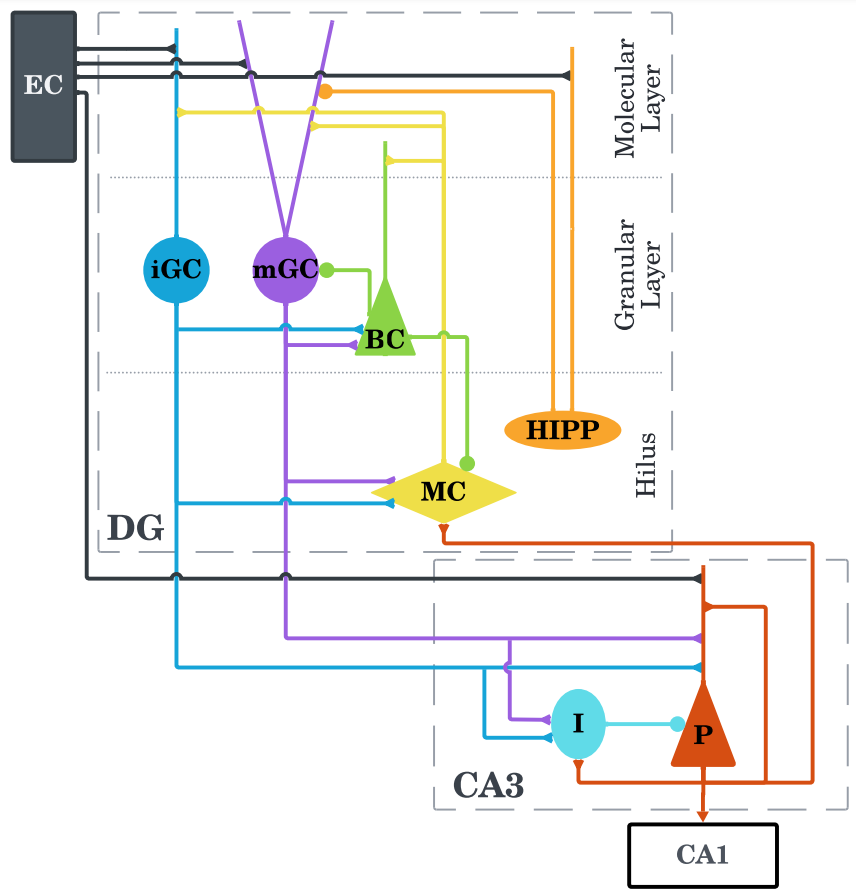 EC
Molecular
Layer
iGC
mGC
BC
Granular
Layer
HIPP
MC
Hilus
DG
I
P
CA3
CA1